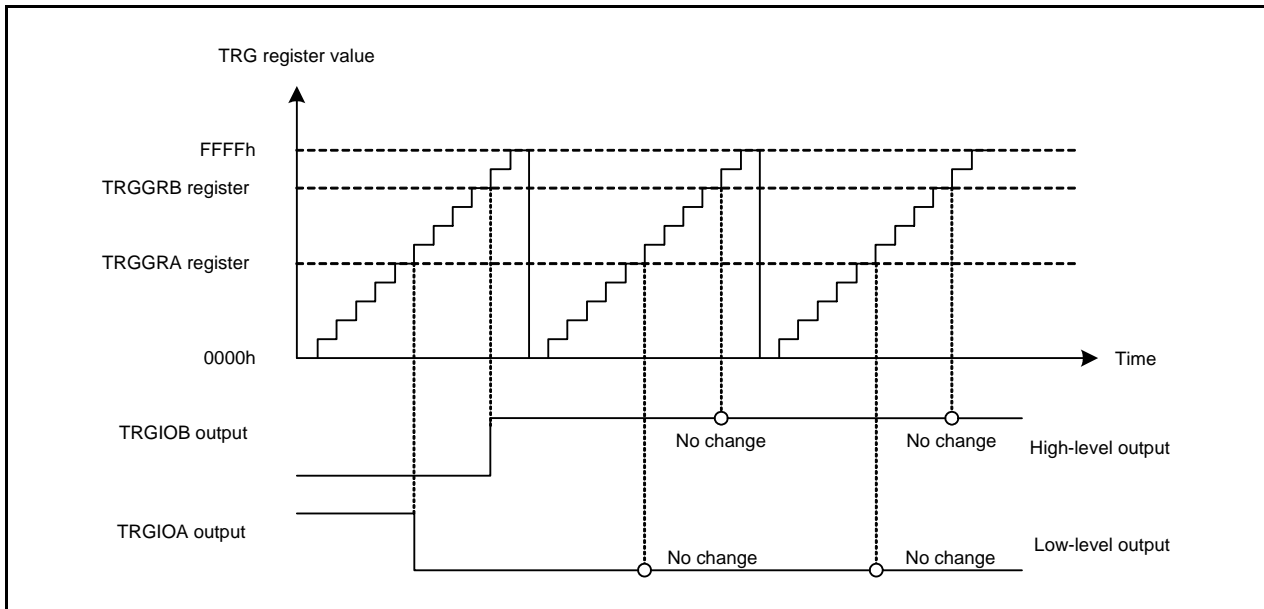 TRG register value
FFFFh
TRGGRB register
TRGGRA register
0000h
Time
TRGIOB output
No change
No change
High-level output
TRGIOA output
No change
No change
Low-level output